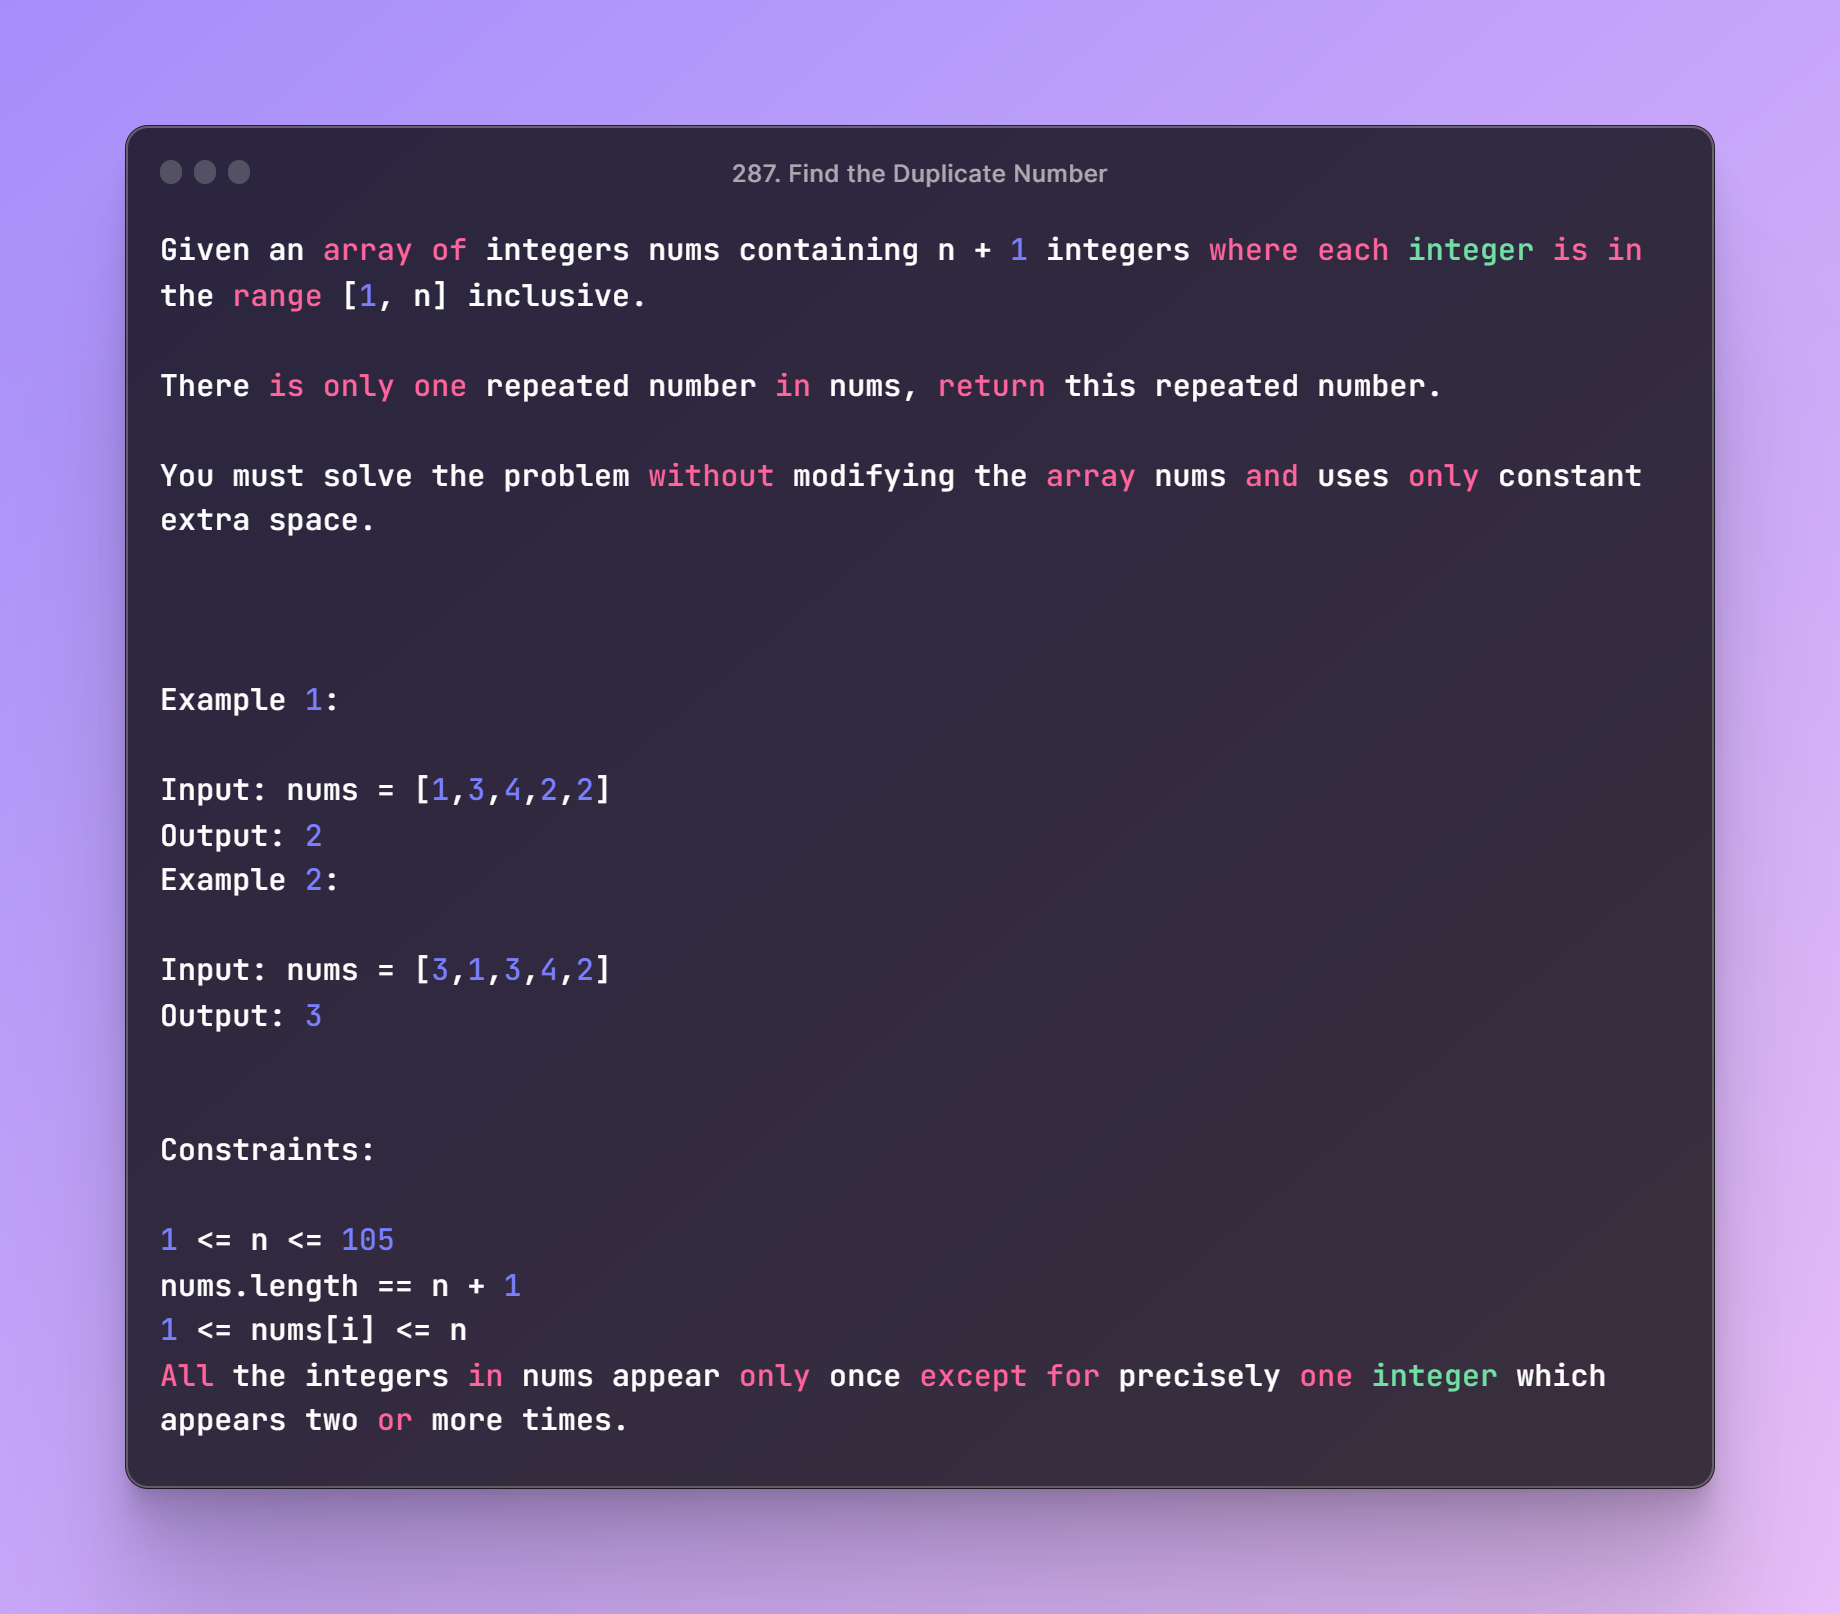 287. Find the Duplicate Number
Given an array of integers nums containing n + 1 integers where each integer is in
the range [1, n] inclusive.
There is only one repeated number in nums, return this repeated number.
You must solve the problem without modifying the array nums and uses only constant
extra space.
Example 1:
Input: nums = [1,3,4,2,2]
Output: 2
Example 2:
Input: nums = [3,1,3,4,2]
Output: 3
Constraints:
1 <= n <= 105
nums.length == n + 1
1 <= nums[i] <= n
All the integers in nums appear only once except for precisely one integer which
appears two or more times.